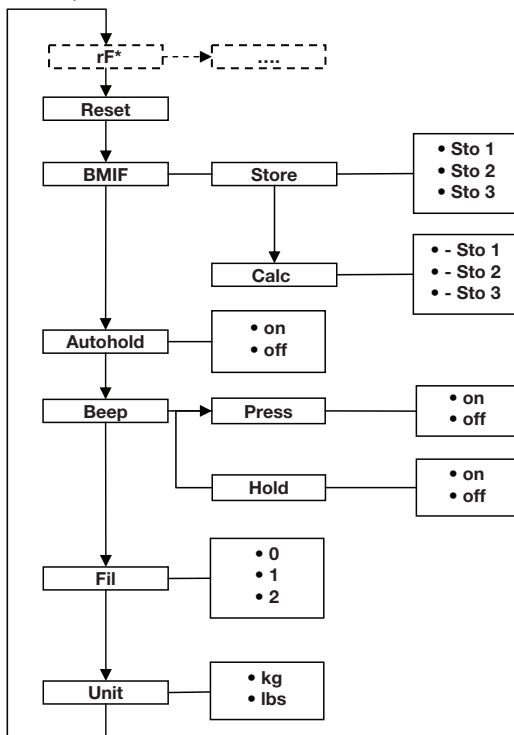 rF*
....
Reset
BMIF
Store
• Sto 1
• Sto 2
• Sto 3
Calc
• - Sto 1
• - Sto 2
• - Sto 3
Autohold
• on
• off
Beep
Press
• on
• off
Hold
• on
• off
Fil
• 0
• 1
• 2
Unit
• kg
• lbs